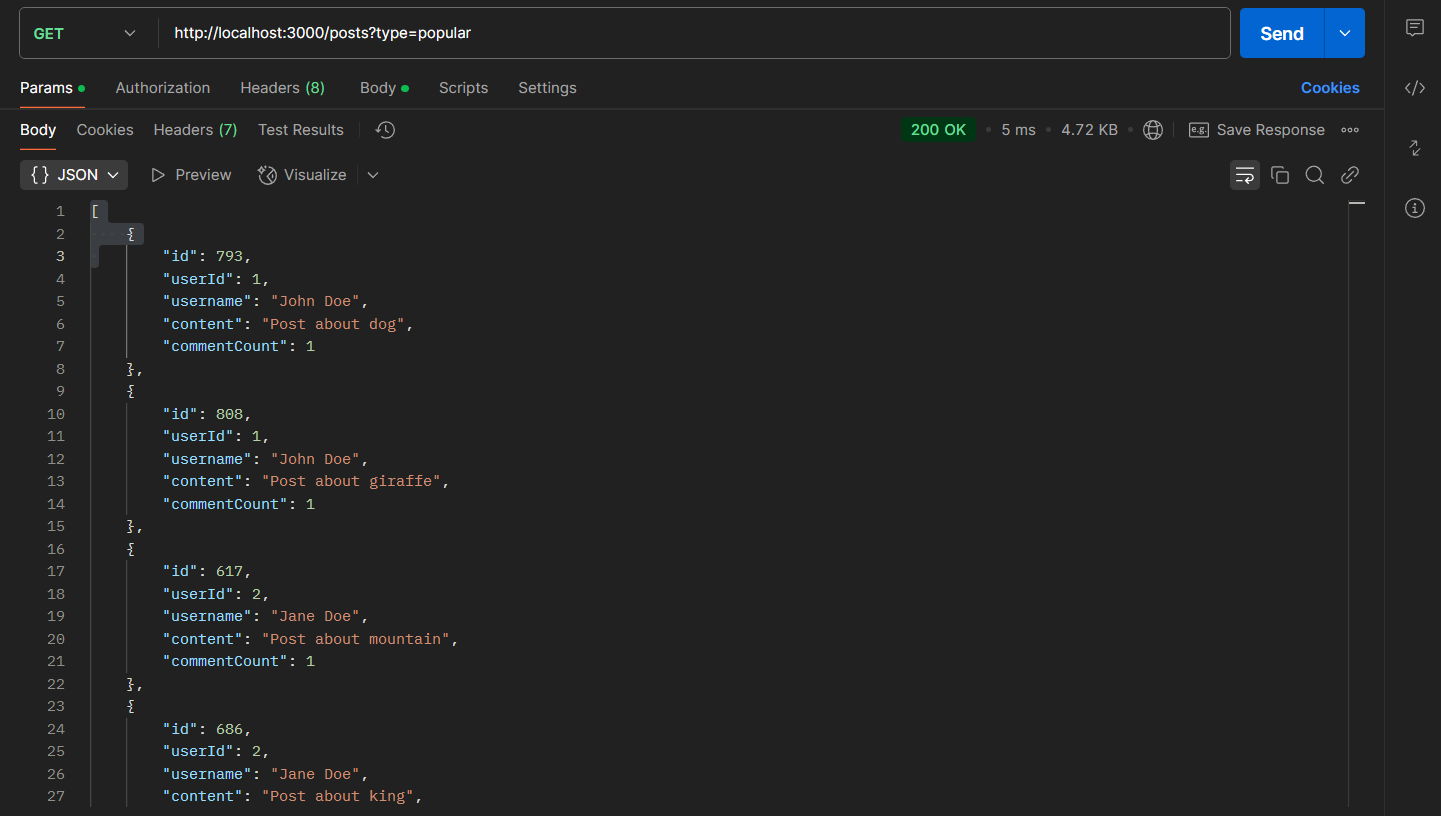 GET http://localhost:3000/posts?type=popular Send
Params Authorization Headers (8) Body Scripts Settings Cookies
Body Cookies Headers (7) Test Results 200 OK 5 ms 4.72 KB e.g. Save Response
{} JSON Preview Visualize
1 [
2 {
3 "id": 793,
4 "userId": 1,
5 "username": "John Doe",
6 "content": "Post about dog",
7 "commentCount": 1
8 },
9 {
10 "id": 808,
11 "userId": 1,
12 "username": "John Doe",
13 "content": "Post about giraffe",
14 "commentCount": 1
15 },
16 {
17 "id": 617,
18 "userId": 2,
19 "username": "Jane Doe",
20 "content": "Post about mountain",
21 "commentCount": 1
22 },
23 {
24 "id": 686,
25 "userId": 2,
26 "username": "Jane Doe",
27 "content": "Post about king",